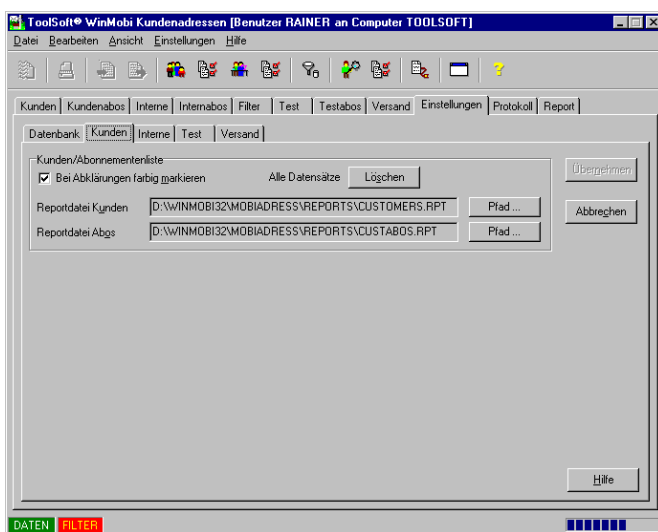 ToolSoft® WinMobi Kundenadressen [Benutzer RAINER an Computer TOOLSOFT]
Datei Bearbeiten Ansicht Einstellungen Hilfe
Kunden Kundenabos Interne Internabos Filter Test Testabos Versand Einstellungen Protokoll Report
Datenbank Kunden Interne Test Versand
Kunden/Abonnementenliste
Bei Abklärungen farbig markieren Alle Datensätze Löschen Übernehmen
Reportdatei Kunden D:\WINMOBI32\MOBIADRESS\REPORTS\CUSTOMERS.RPT Pfad ... Abbrechen
Reportdatei Abos D:\WINMOBI32\MOBIADRESS\REPORTS\CUSTABOS.RPT Pfad ...
Hilfe
DATEN FILTER